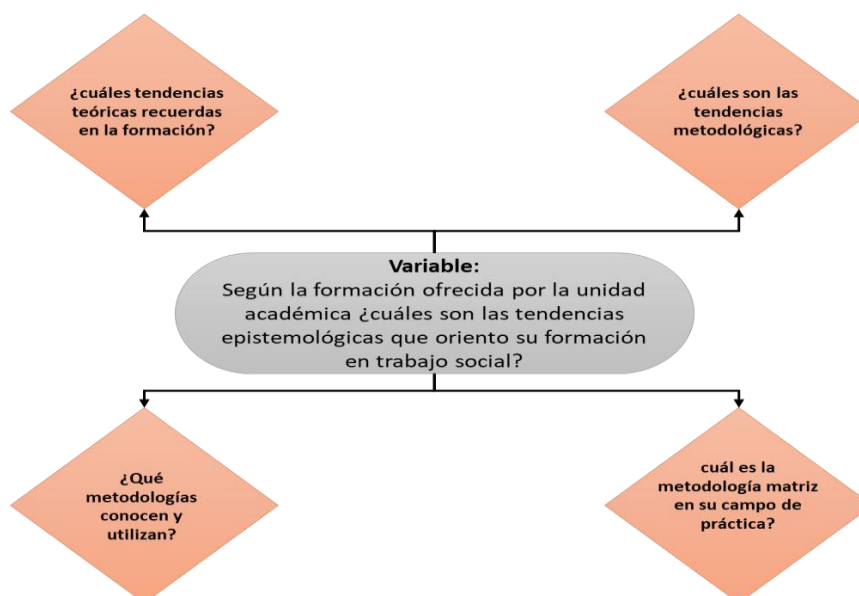 ¿cuáles tendencias
teóricas recuerdas
en la formación?
¿cuáles son las
tendencias
metodológicas?
Variable:
Según la formación ofrecida por la unidad
académica ¿cuáles son las tendencias
epistemológicas que oriento su formación
en trabajo social?
¿Qué
metodologías
conocen y
utilizan?
cuál es la
metodología matriz
en su campo de
práctica?